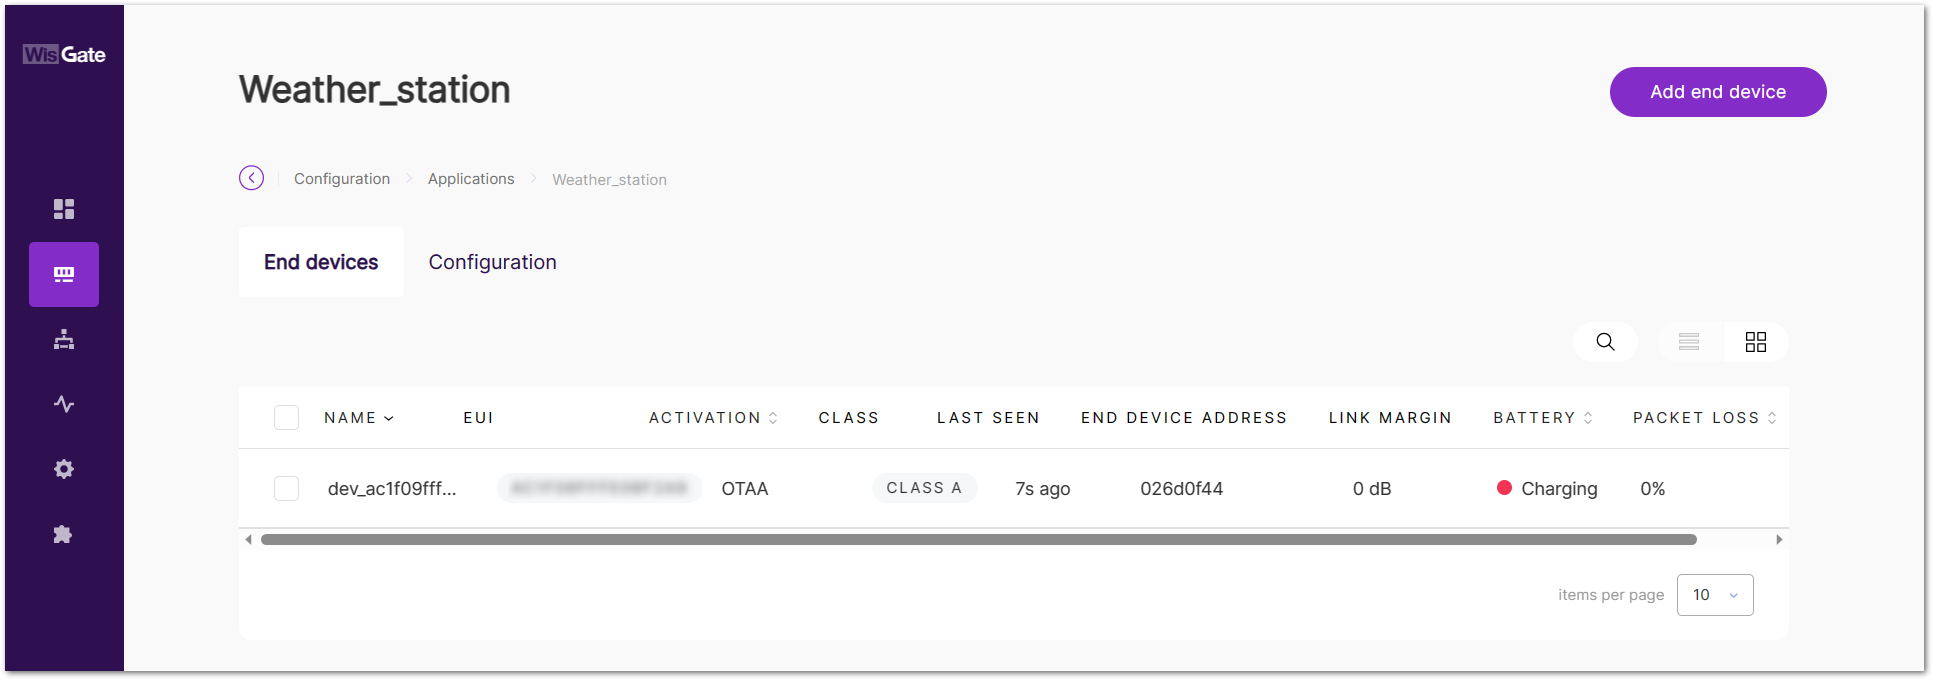 WisGate
Weather_station
Add end device
Configuration > Applications > Weather_station
End devices Configuration
NAME EUI ACTIVATION CLASS LAST SEEN END DEVICE ADDRESS LINK MARGIN BATTERY PACKET LOSS
dev_ac1f09fff... OTAA CLASS A 7s ago 026d0f44 0 dB Charging 0%
items per page 10